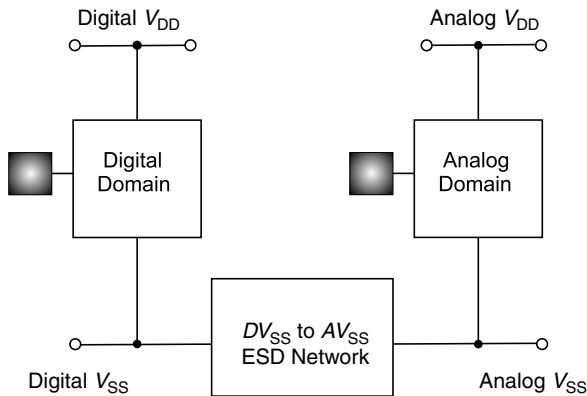 Digital VDD
Analog VDD
Digital
Domain
Analog
Domain
DVSS to AVSS
ESD Network
Digital VSS
Analog VSS